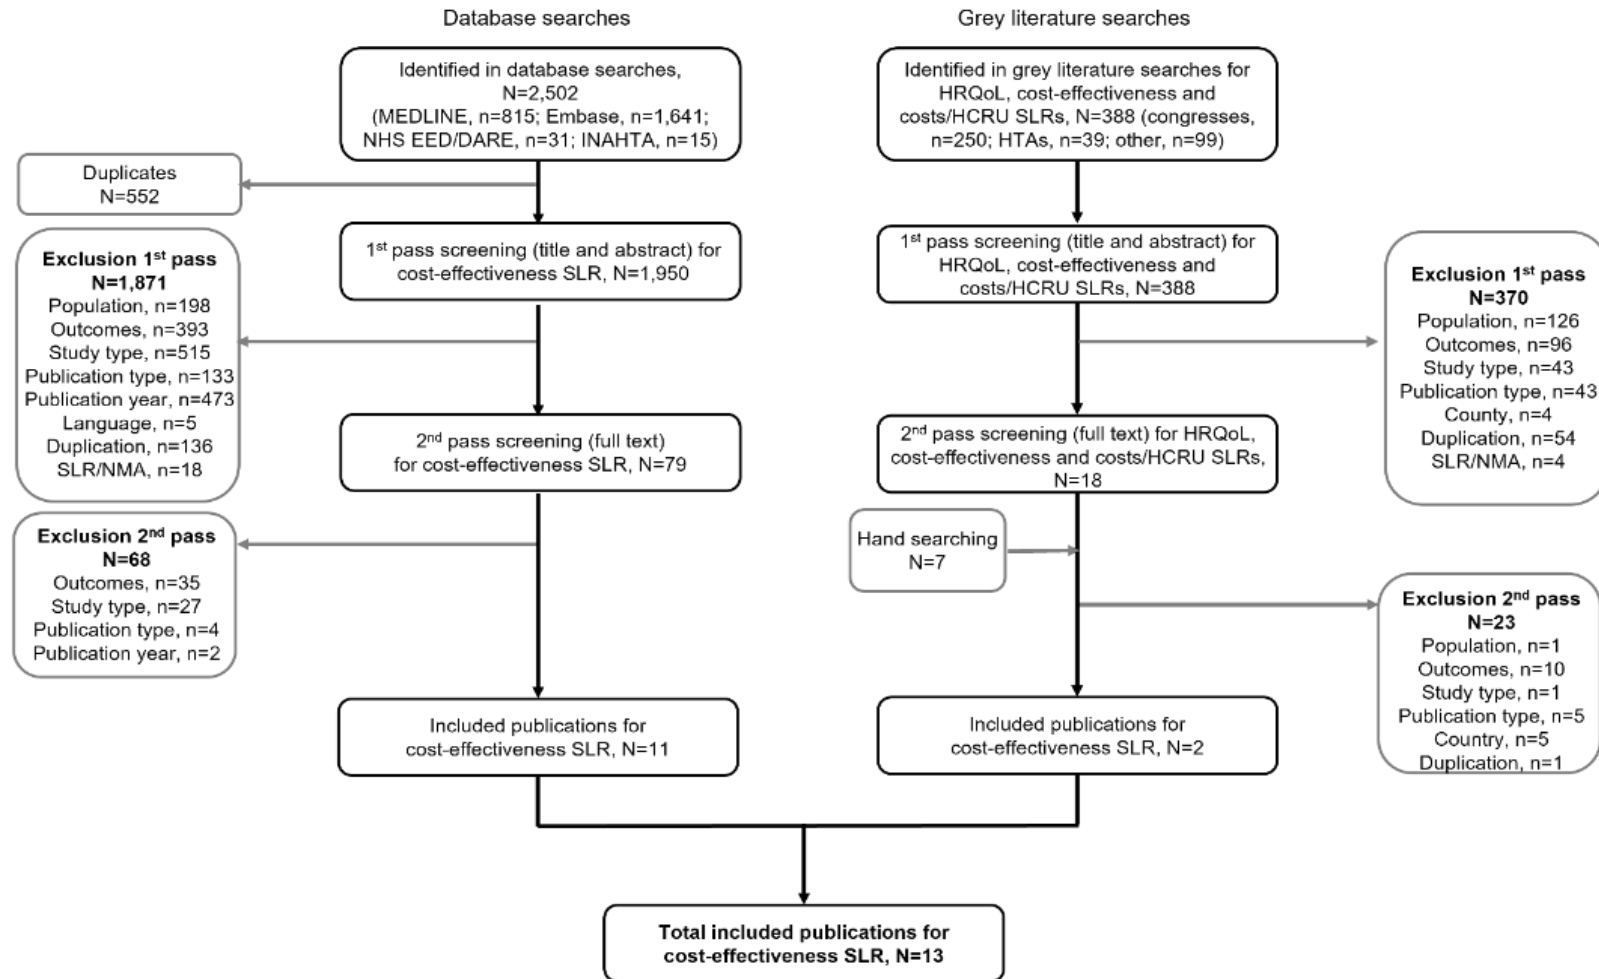 Database searches
Grey literature searches
Identified in database searches,
N=2,502
(MEDLINE, n=815; Embase, n=1,641;
NHS EED/DARE, n=31; INAHTA, n=15)
Identified in grey literature searches for
HRQoL, cost-effectiveness and
costs/HCRU SLRs, N=388 (congresses,
n=250; HTAs, n=39; other, n=99)
Duplicates
N=552
1st pass screening (title and abstract) for
cost-effectiveness SLR, N=1,950
1st pass screening (title and abstract) for
HRQoL, cost-effectiveness and
costs/HCRU SLRs, N=388
Exclusion 1st pass
N=1,871
Population, n=198
Outcomes, n=393
Study type, n=515
Publication type, n=133
Publication year, n=473
Language, n=5
Duplication, n=136
SLR/NMA, n=18
Exclusion 1st pass
N=370
Population, n=126
Outcomes, n=96
Study type, n=43
Publication type, n=43
County, n=4
Duplication, n=54
SLR/NMA, n=4
2nd pass screening (full text)
for cost-effectiveness SLR, N=79
2nd pass screening (full text) for HRQoL,
cost-effectiveness and costs/HCRU SLRs,
N=18
Hand searching
N=7
Exclusion 2nd pass
N=68
Outcomes, n=35
Study type, n=27
Publication type, n=4
Publication year, n=2
Exclusion 2nd pass
N=23
Population, n=1
Outcomes, n=10
Study type, n=1
Publication type, n=5
Country, n=5
Duplication, n=1
Included publications for
cost-effectiveness SLR, N=11
Included publications for
cost-effectiveness SLR, N=2
Total included publications for
cost-effectiveness SLR, N=13